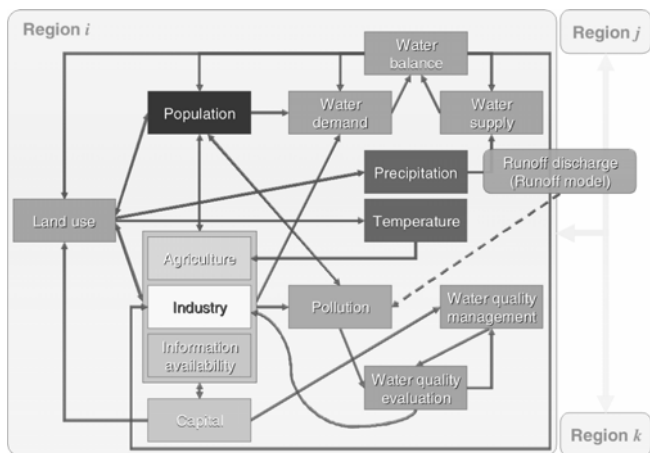 Region i
Region j
Water
balance
Population
Water
demand
Water
supply
Precipitation
Runoff discharge
(Runoff model)
Land use
Temperature
Agriculture
Industry
Pollution
Water quality
management
Information
availability
Water quality
evaluation
Capital
Region k